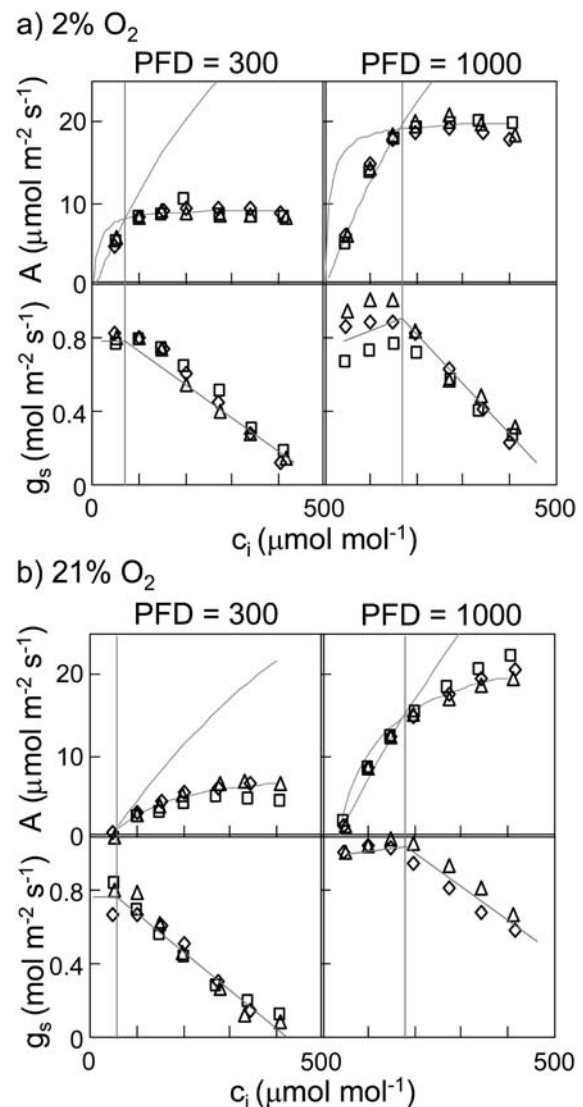 a) 2% O₂
PFD = 300 PFD = 1000
20
10
0
A (μmol m⁻² s⁻¹)
0.8
0.4
0
gₛ (mol m⁻² s⁻¹)
0 500 500
cᵢ (μmol mol⁻¹)
b) 21% O₂
PFD = 300 PFD = 1000
20
10
0
A (μmol m⁻² s⁻¹)
0.8
0.4
0
gₛ (mol m⁻² s⁻¹)
0 500 500
cᵢ (μmol mol⁻¹)